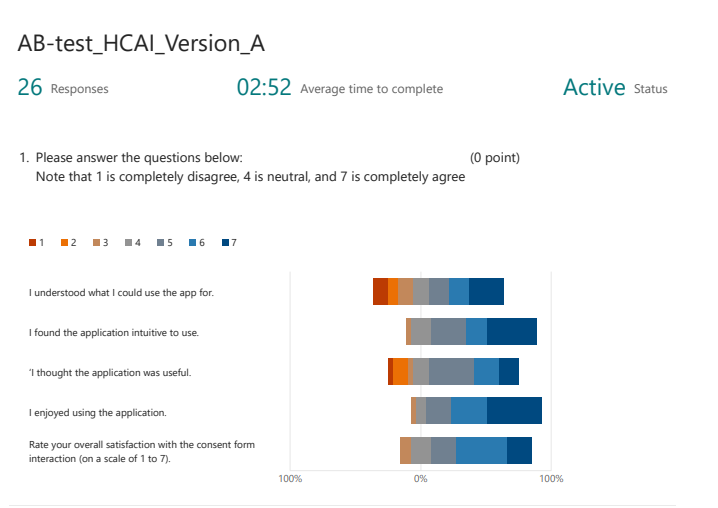 AB-test_HCAI_Version_A
26 Responses 02:52 Average time to complete Active Status
1. Please answer the questions below: (0 point)
Note that 1 is completely disagree, 4 is neutral, and 7 is completely agree
1 2 3 4 5 6 7
I understood what I could use the app for.
I found the application intuitive to use.
'I thought the application was useful.
I enjoyed using the application.
Rate your overall satisfaction with the consent form
interaction (on a scale of 1 to 7).
100% 0% 100%